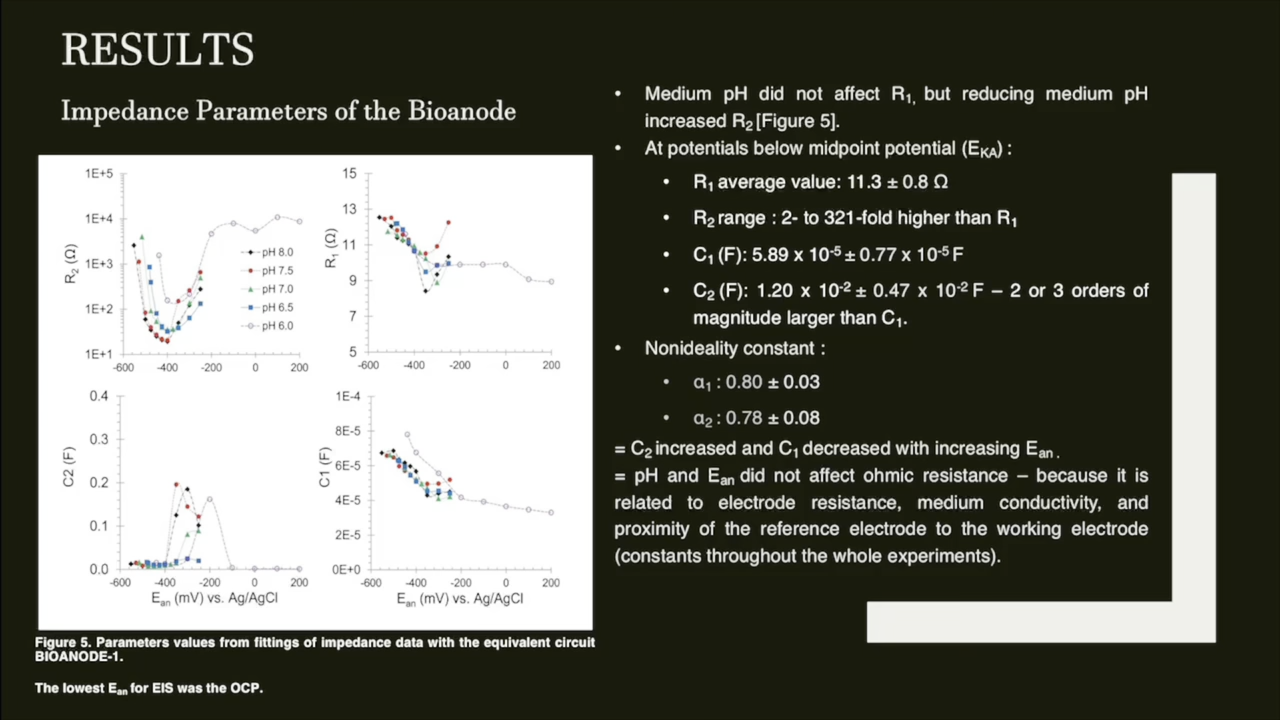 RESULTS
Impedance Parameters of the Bioanode
1E+5
1E+4
1E+3
1E+2
1E+1
R2 (Ω)
-600 -400 -200 0 200
pH 8.0
pH 7.5
pH 7.0
pH 6.5
pH 6.0
15
13
11
9
7
5
R1 (Ω)
-600 -400 -200 0 200
0.4
0.3
0.2
0.1
0.0
C2 (F)
-600 -400 -200 0 200
Ean (mV) vs. Ag/AgCl
1E-4
8E-5
6E-5
4E-5
2E-5
0E+0
C1 (F)
-600 -400 -200 0 200
Ean (mV) vs. Ag/AgCl
Figure 5. Parameters values from fittings of impedance data with the equivalent circuit
BIOANODE-1.
The lowest Ean for EIS was the OCP.
• Medium pH did not affect R1, but reducing medium pH
increased R2 [Figure 5].
• At potentials below midpoint potential (EKA) :
• R1 average value: 11.3 ± 0.8 Ω
• R2 range : 2- to 321-fold higher than R1
• C1 (F): 5.89 x 10-5 ± 0.77 x 10-5 F
• C2 (F): 1.20 x 10-2 ± 0.47 x 10-2 F – 2 or 3 orders of
magnitude larger than C1.
• Nonideality constant :
• α1 : 0.80 ± 0.03
• α2 : 0.78 ± 0.08
= C2 increased and C1 decreased with increasing Ean .
= pH and Ean did not affect ohmic resistance – because it is
related to electrode resistance, medium conductivity, and
proximity of the reference electrode to the working electrode
(constants throughout the whole experiments).